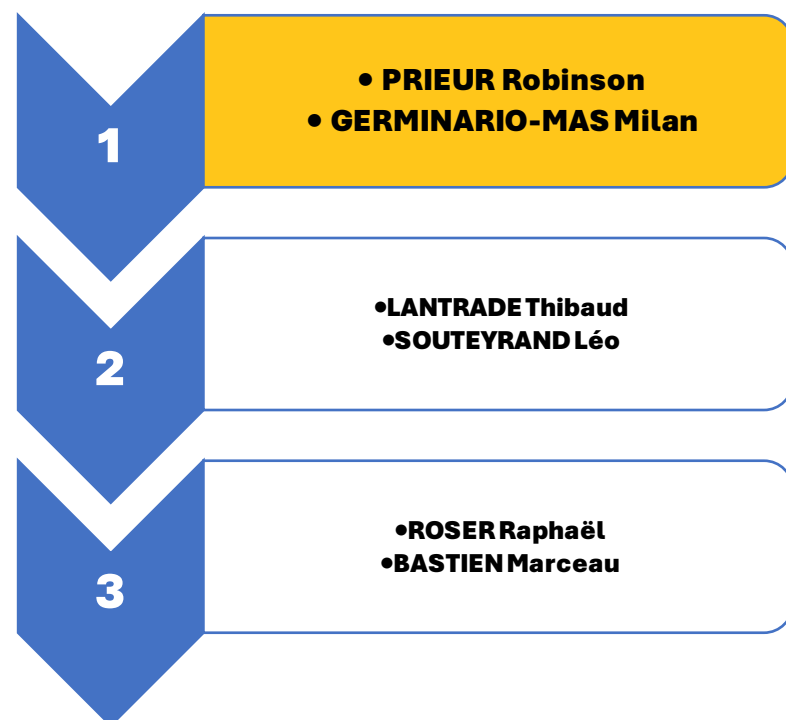 1
• PRIEUR Robinson
• GERMINARIO-MAS Milan
2
•LANTRADE Thibaud
•SOUTEYRAND Léo
3
•ROSER Raphaël
•BASTIEN Marceau